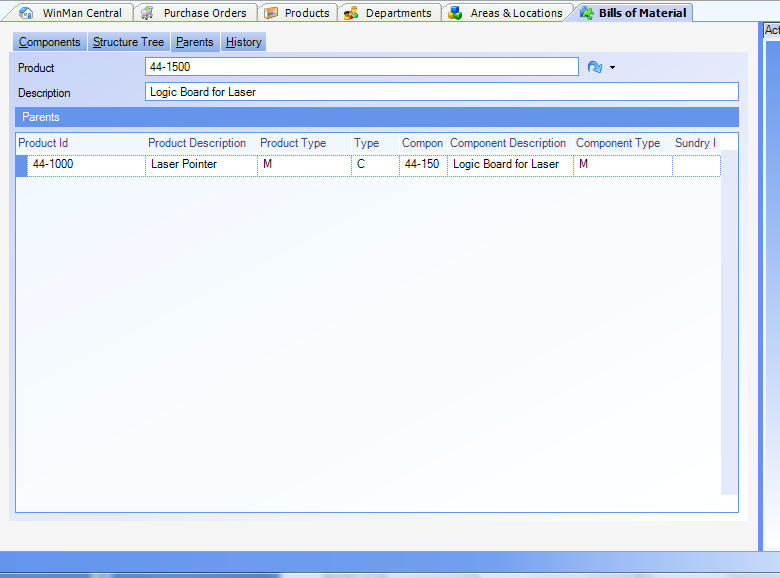 WinMan Central Purchase Orders Products Departments Areas & Locations Bills of Material
Act
Components Structure Tree Parents History
Product 44-1500
Description Logic Board for Laser
Parents
Product Id Product Description Product Type Type Compon Component Description Component Type Sundry I
44-1000 Laser Pointer M C 44-150 Logic Board for Laser M